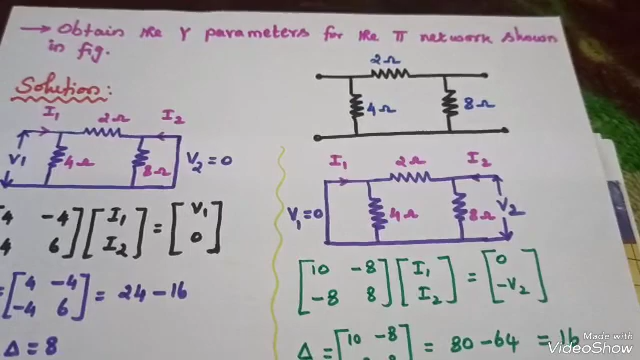 → Obtain the Y parameters for the π network shown
in fig.
2Ω
4Ω 8Ω
Solution:
I₁ 2Ω I₂
V1 4Ω 8Ω V₂=0
4 -4 I₁ = V₁
4 6 I₂ 0
= 4 -4 = 24-16
-4 6
Δ = 8
I₁ 2Ω I₂
V₁=0 4Ω 8Ω V₂
10 -8 I₁ = 0
-8 8 I₂ -V₂
Δ = 10 -8 = 80-64 = 16
Made with
VideoShow